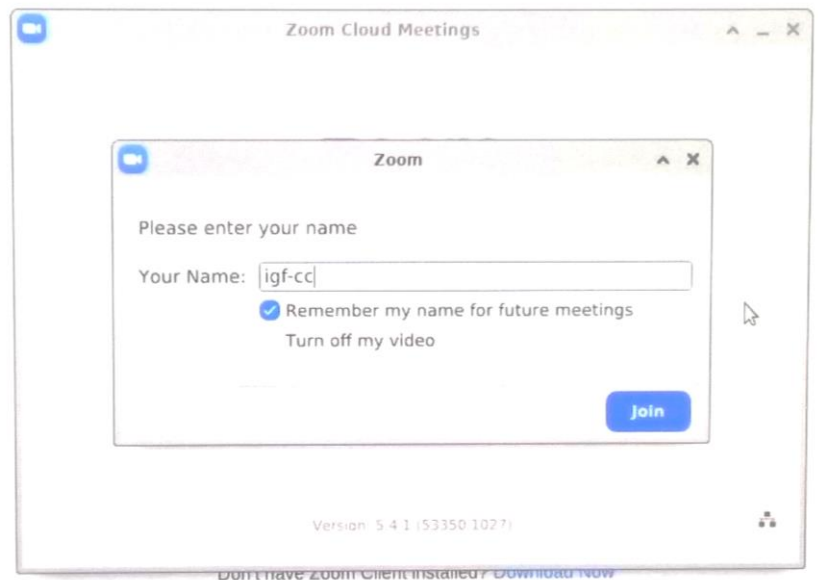 Zoom Cloud Meetings
Zoom
Please enter your name
Your Name: igf-cc
Remember my name for future meetings
Turn off my video
Join
Version: 5.4.1 (53350.1027)
Don't have Zoom Client installed? Download Now